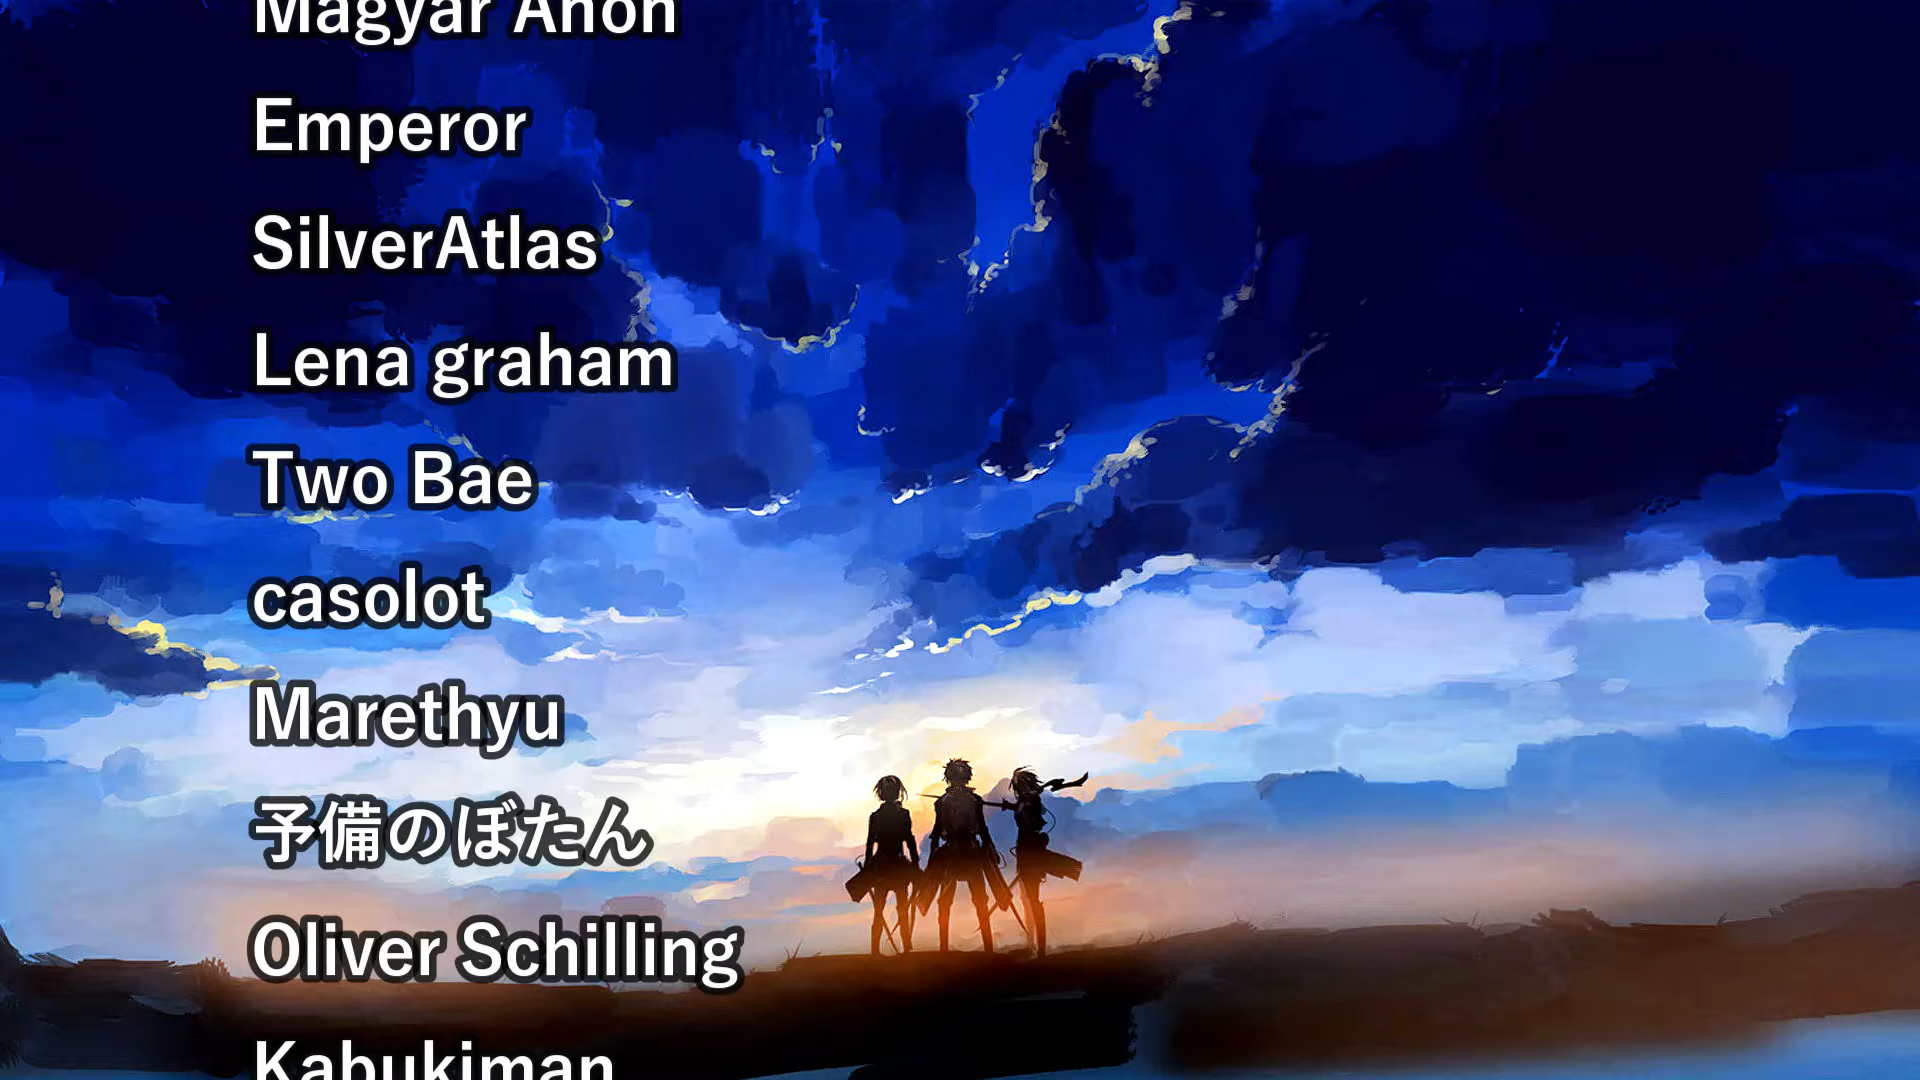 Magyar Anon
Emperor
SilverAtlas
Lena graham
Two Bae
casolot
Marethyu
予備のぼたん
Oliver Schilling
Kabukiman